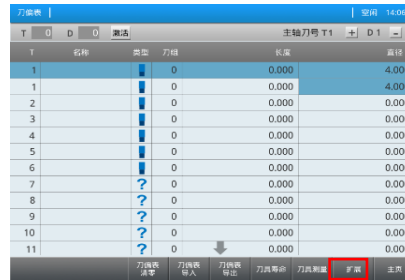 刀偏表 空闲 14:06
T 0 D 0 激活 主轴刀号 T1 + D 1 -
T 名称 类型 刀组 长度 直径
1 0 0.000 4.00
1 0 0.000 4.00
2 0 0.000 0.00
3 0 0.000 0.00
4 0 0.000 0.00
5 0 0.000 0.00
6 0 0.000 0.00
7 ? 0 0.000 0.00
8 ? 0 0.000 0.00
9 ? 0 0.000 0.00
10 ? 0 0.000 0.00
11 ? 0 0.000 0.00
刀偏表清零 刀偏表导入 刀偏表导出 刀具寿命 刀具测量 扩展 主页